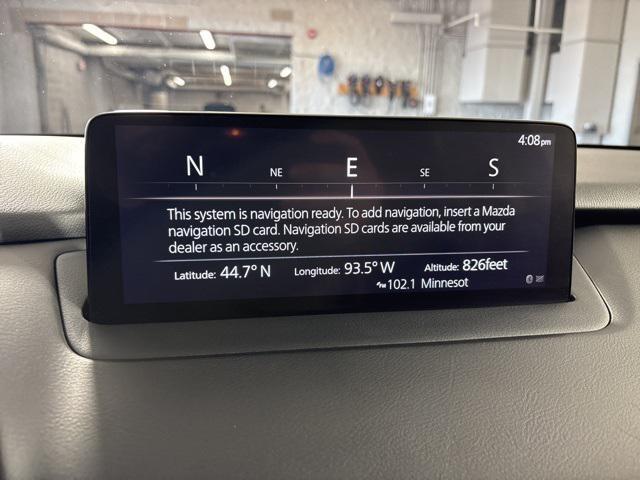 4:08pm
N NE E SE S
This system is navigation ready. To add navigation, insert a Mazda
navigation SD card. Navigation SD cards are available from your
dealer as an accessory.
Latitude: 44.7° N Longitude: 93.5° W Altitude: 826feet
FM 102.1 Minnesot